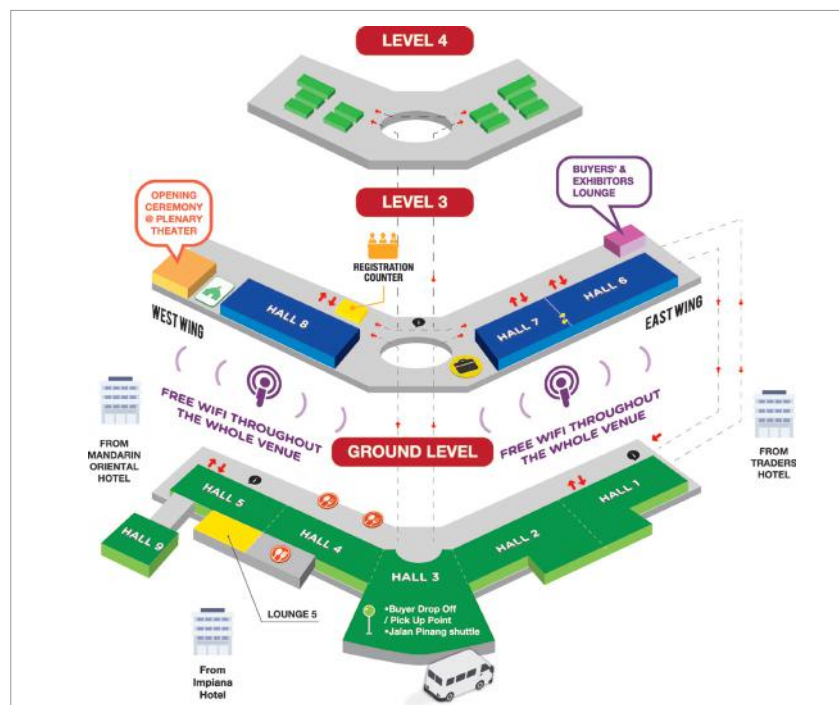 LEVEL 4
BUYERS' &
EXHIBITORS
LOUNGE
OPENING
CEREMONY
@ PLENARY
THEATER
LEVEL 3
REGISTRATION
COUNTER
HALL 8
HALL 7
HALL 6
WEST WING
EAST WING
FREE WIFI THROUGHOUT
THE WHOLE VENUE
FREE WIFI THROUGHOUT
THE WHOLE VENUE
FROM
MANDARIN
ORIENTAL
HOTEL
GROUND LEVEL
FROM
TRADERS
HOTEL
HALL 5
HALL 4
HALL 9
HALL 3
HALL 2
HALL 1
LOUNGE 5
•Buyer Drop Off
/ Pick Up Point
•Jalan Pinang shuttle
From
Impiana
Hotel